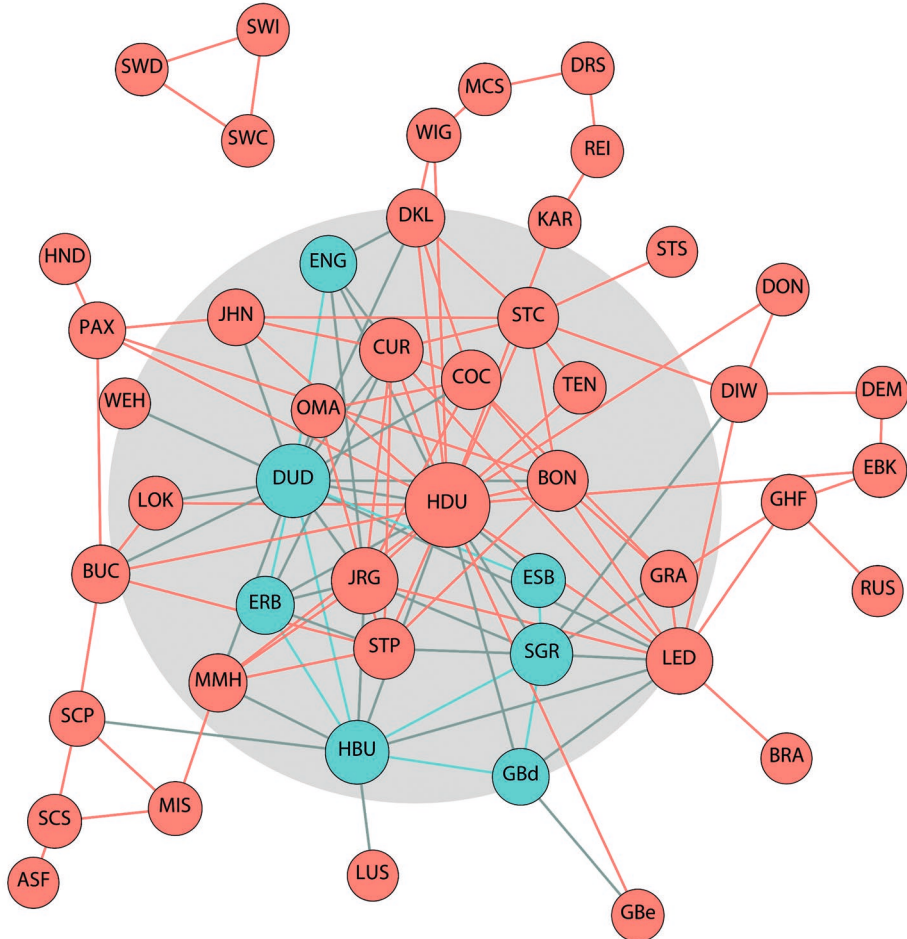 SWI
SWD
DRS
MCS
WIG
SWC
REI
DKL
KAR
HND
ENG
STS
DON
JHN
STC
PAX
CUR
COC
TEN
DIW
DEM
WEH
OMA
DUD
BON
EBK
LOK
HDU
GHF
BUC
JRG
ESB
GRA
RUS
ERB
STP
SGR
LED
MMH
SCP
HBU
BRA
GBd
MIS
SCS
LUS
ASF
GBe